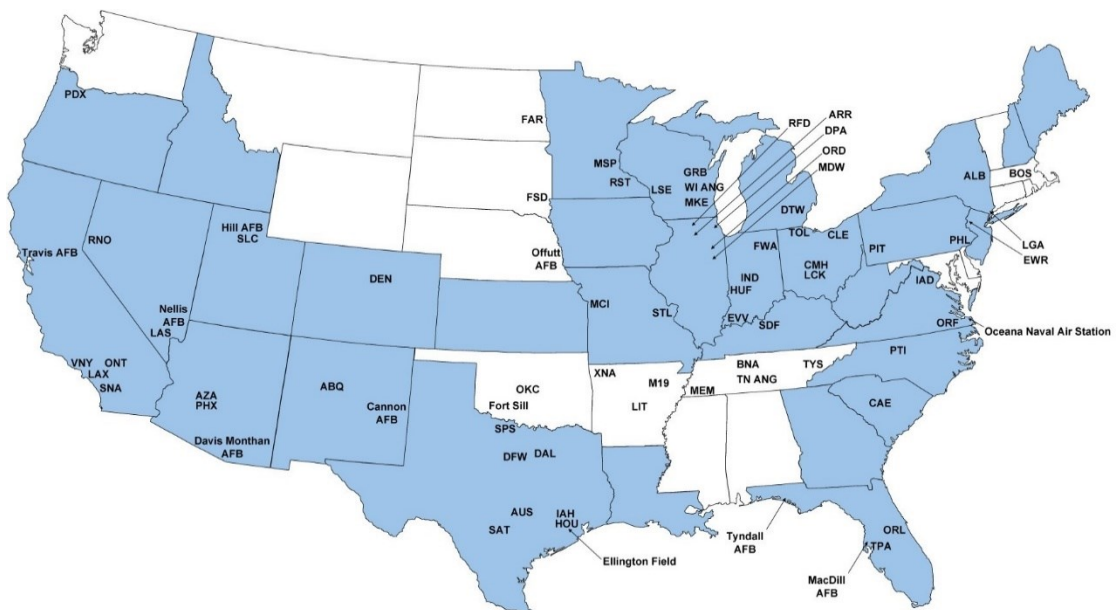 PDX
FAR
RFD
ARR
DPA
ORD
MDW
MSP
RST
LSE
GRB
WI ANG
MKE
ALB
BOS
FSD
DTW
RNO
Travis AFB
Hill AFB
SLC
Offutt
AFB
FWA
TOL
CLE
PIT
PHL
LGA
EWR
DEN
IND
HUF
CMH
LCK
IAD
Nellis
AFB
LAS
MCI
STL
EVV
SDF
ORF
Oceana Naval Air Station
VNY
ONT
LAX
SNA
AZA
PHX
ABQ
Cannon
AFB
OKC
Fort Sill
XNA
M19
LIT
MEM
BNA
TN ANG
TYS
PTI
CAE
Davis Monthan
AFB
SPS
DFW
DAL
AUS
SAT
IAH
HOU
Ellington Field
Tyndall
AFB
ORL
TPA
MacDill
AFB